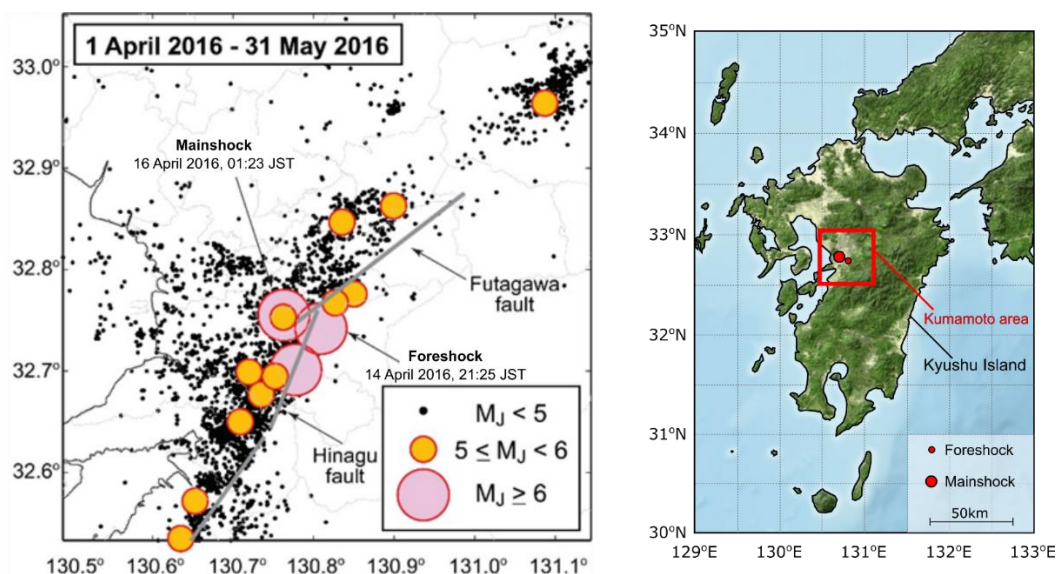 1 April 2016 - 31 May 2016
33.0°
32.9°
32.8°
32.7°
32.6°
Mainshock
16 April 2016, 01:23 JST
Futagawa
fault
Foreshock
14 April 2016, 21:25 JST
Hinagu
fault
M_J < 5
5 ≤ M_J < 6
M_J ≥ 6
130.5°
130.6°
130.7°
130.8°
130.9°
131.0°
131.1°
35°N
34°N
33°N
32°N
31°N
30°N
Kumamoto area
Kyushu Island
Foreshock
Mainshock
50km
129°E
130°E
131°E
132°E
133°E